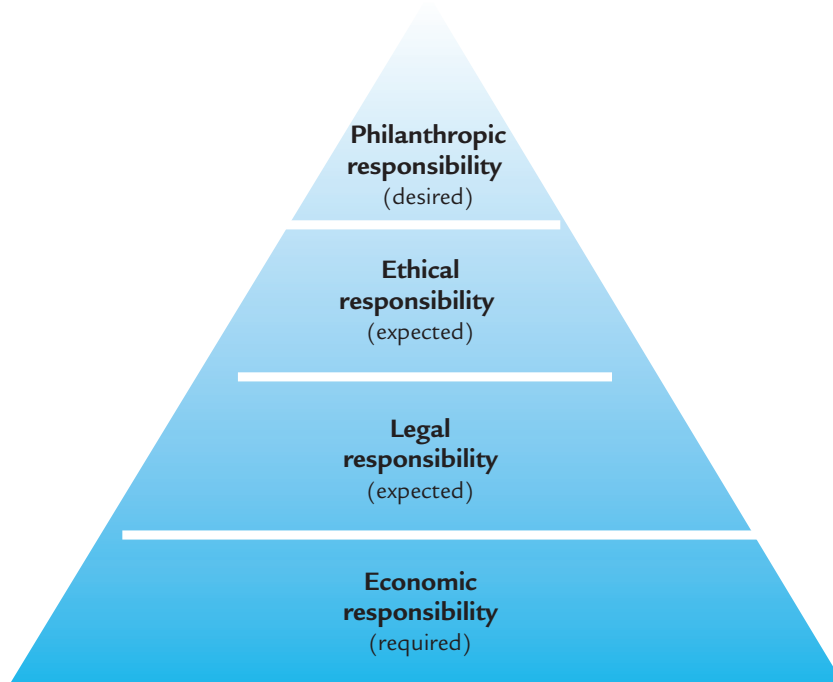 Philanthropic
responsibility
(desired)
Ethical
responsibility
(expected)
Legal
responsibility
(expected)
Economic
responsibility
(required)